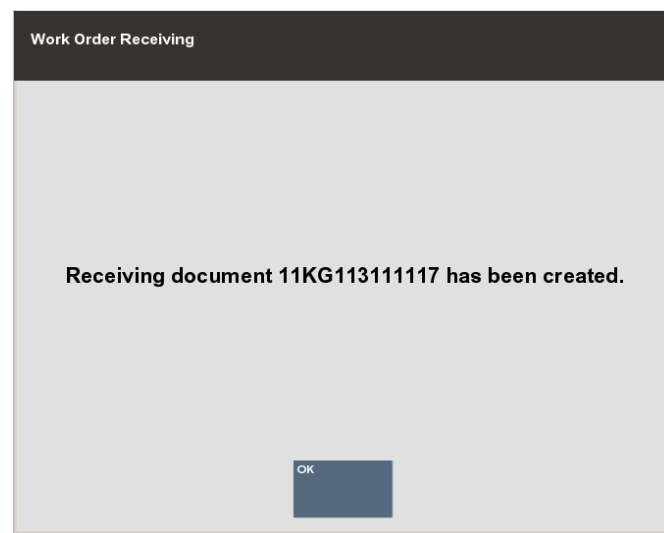 Work Order Receiving
Receiving document 11KG113111117 has been created.
OK